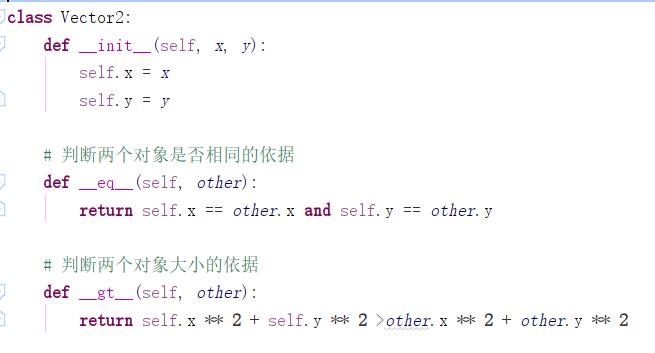 class Vector2:
    def __init__(self, x, y):
        self.x = x
        self.y = y

    # 判断两个对象是否相同的依据
    def __eq__(self, other):
        return self.x == other.x and self.y == other.y

    # 判断两个对象大小的依据
    def __gt__(self, other):
        return self.x ** 2 + self.y ** 2 >other.x ** 2 + other.y ** 2